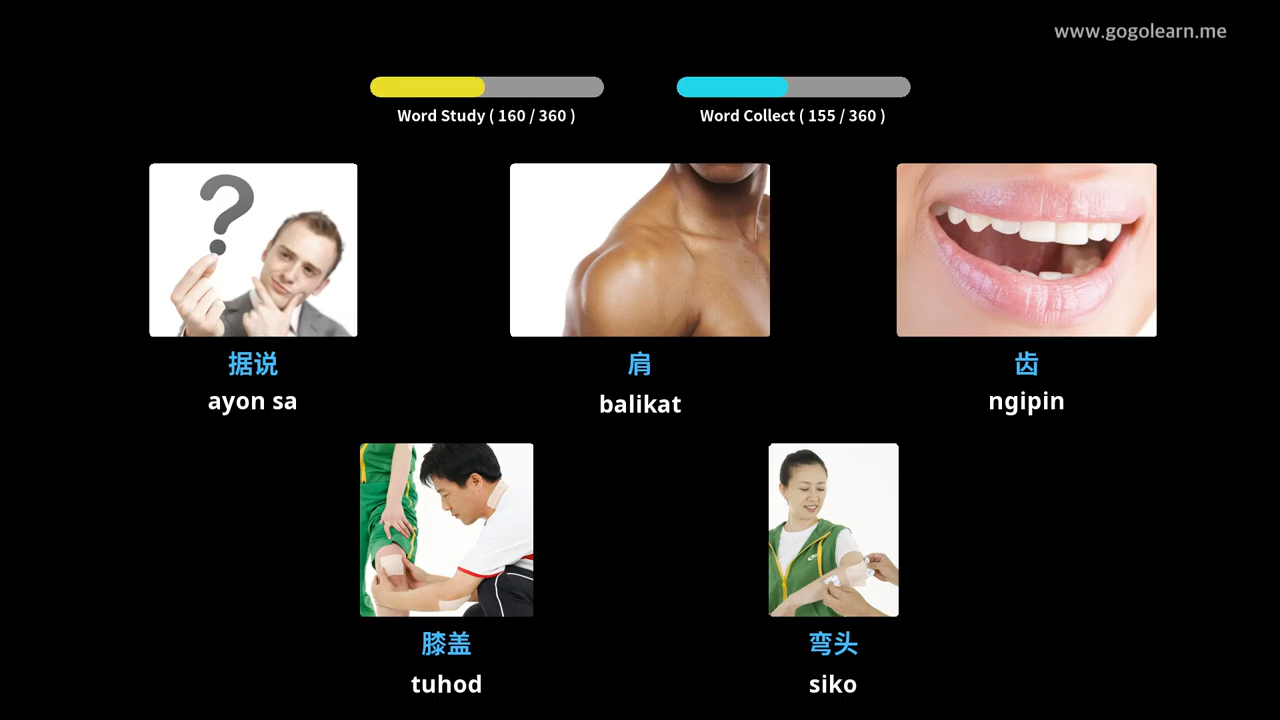 www.gogolearn.me
Word Study ( 160 / 360 )
Word Collect ( 155 / 360 )
据说
ayon sa
肩
balikat
齿
ngipin
膝盖
tuhod
弯头
siko